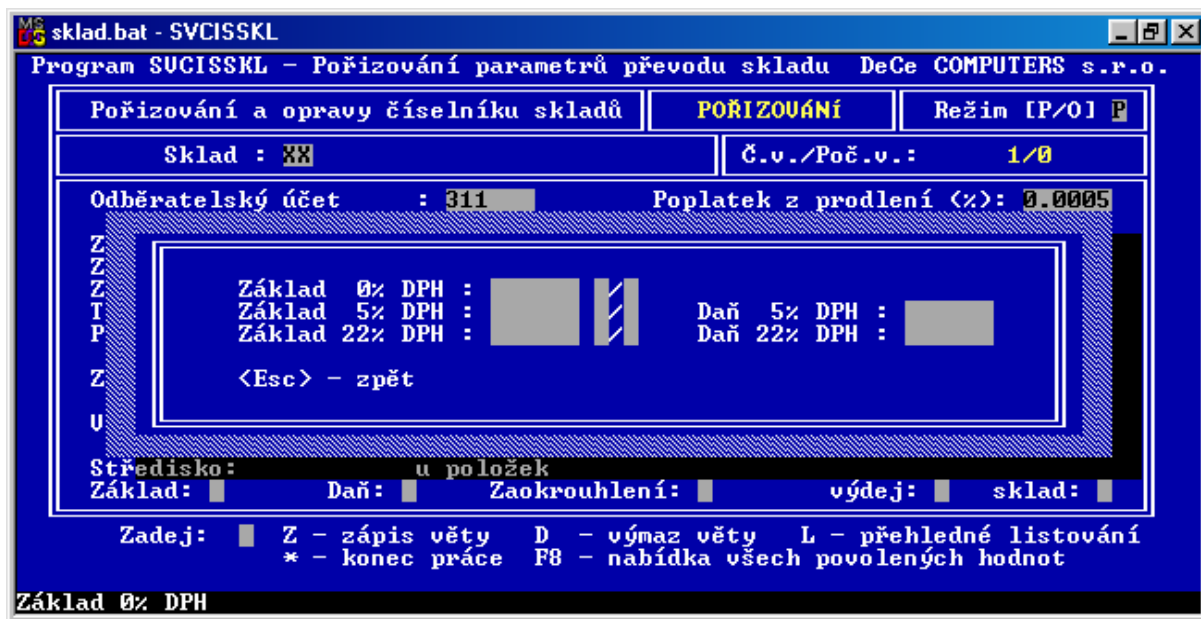 MS DS sklad.bat - SVCISSKL
Program SVCISSKL - Pořizování parametrů převodu skladu DeCe COMPUTERS s.r.o.
Pořizování a opravy číselníku skladů POŘIZOVÁNÍ Režim [P/O] P
Sklad : XX Č.v./Poč.v.: 1/0
Odběratelský účet : 311 Poplatek z prodlení (%): 0.0005
Z
Z
Z Základ 0% DPH : /
T Základ 5% DPH : / Daň 5% DPH :
P Základ 22% DPH : / Daň 22% DPH :
Z <Esc> - zpět
V
Středisko: u položek
Základ: Daň: Zaokrouhlení: výdej: sklad:
Zadej: Z - zápis věty D - výmaz věty L - přehledné listování
* - konec práce F8 - nabídka všech povolených hodnot
Základ 0% DPH